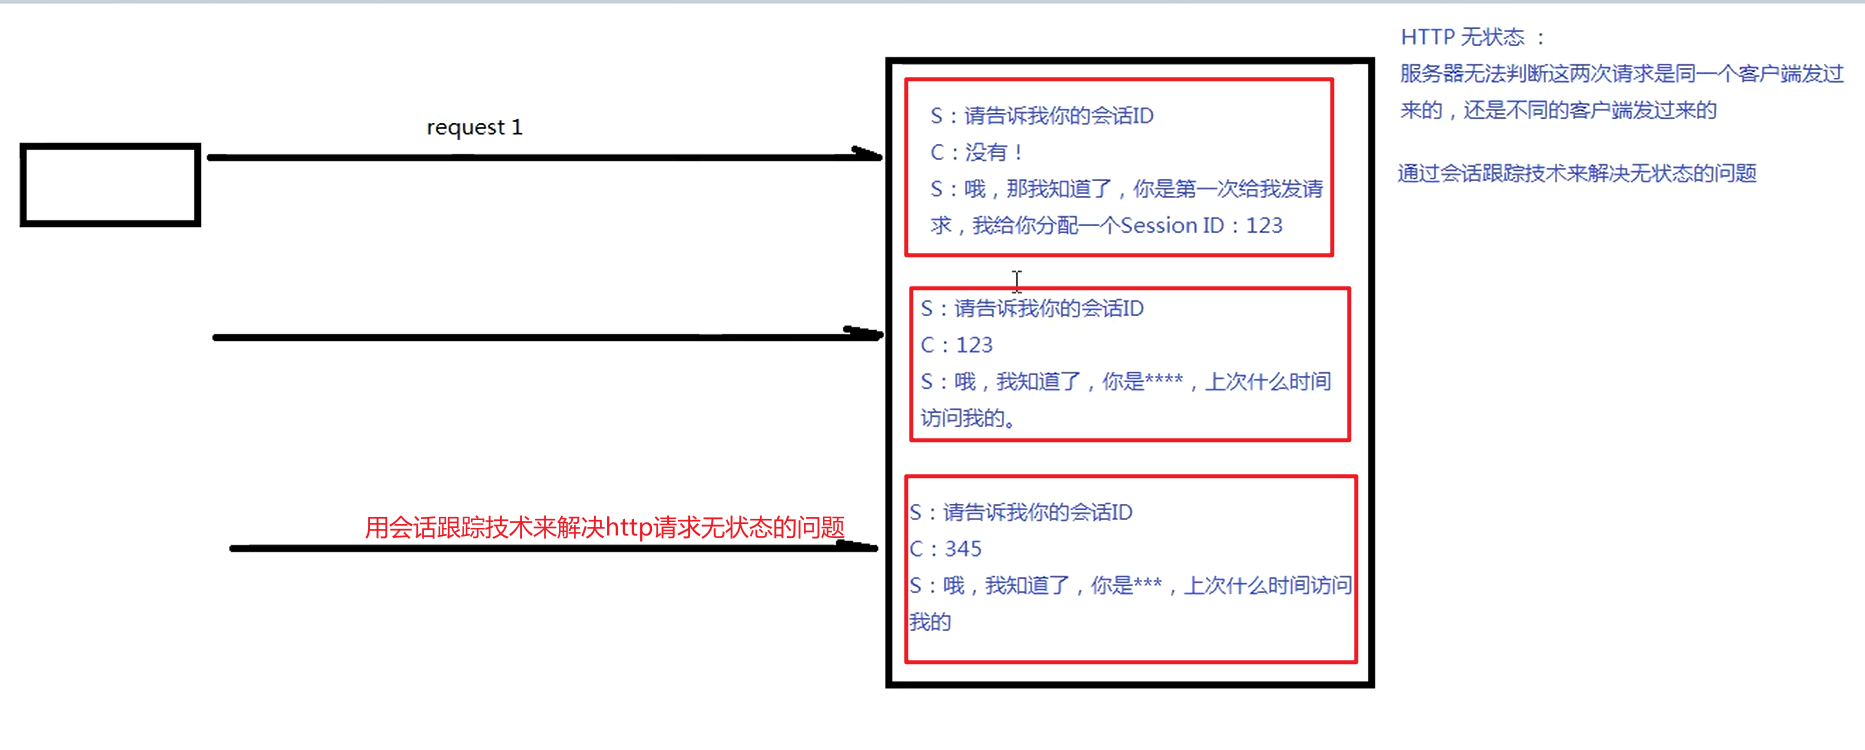 HTTP 无状态 ：
服务器无法判断这两次请求是同一个客户端发过
来的，还是不同的客户端发过来的
通过会话跟踪技术来解决无状态的问题
request 1
S：请告诉我你的会话ID
C：没有！
S：哦，那我知道了，你是第一次给我发请
求，我给你分配一个Session ID：123
S：请告诉我你的会话ID
C：123
S：哦，我知道了，你是****，上次什么时间
访问我的。
用会话跟踪技术来解决http请求无状态的问题
S：请告诉我你的会话ID
C：345
S：哦，我知道了，你是***，上次什么时间访问
我的